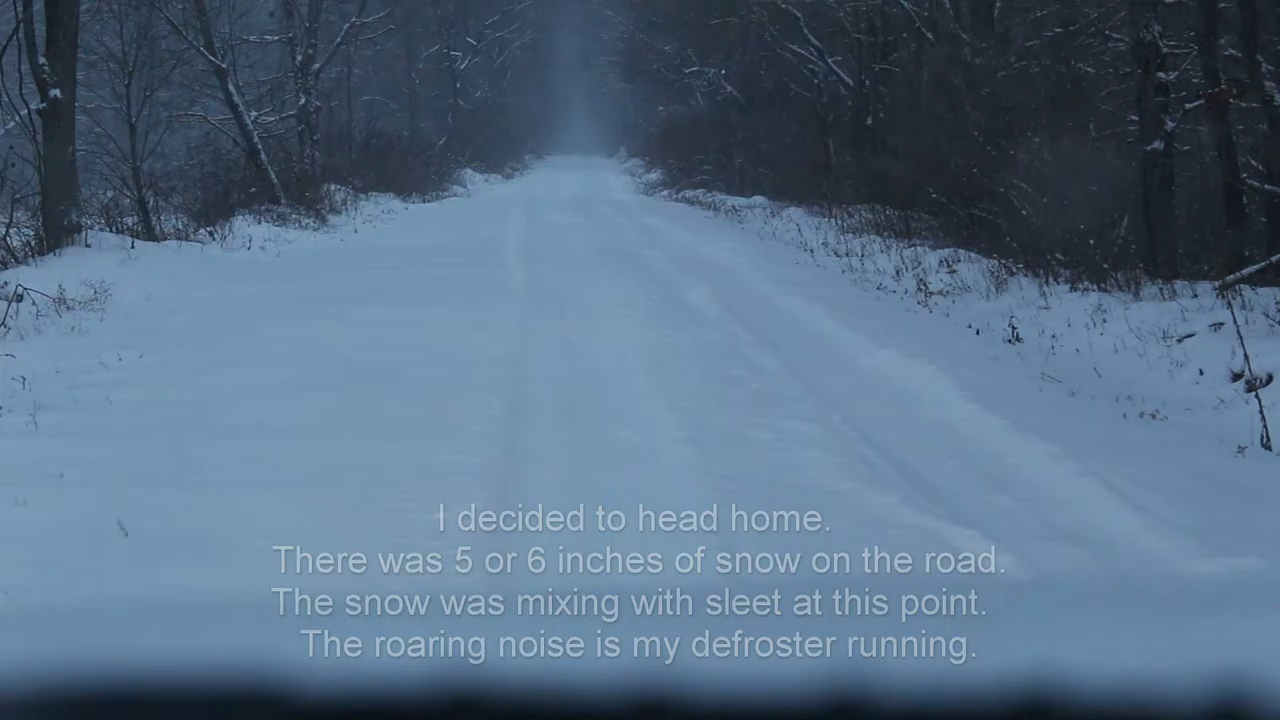 I decided to head home.
There was 5 or 6 inches of snow on the road.
The snow was mixing with sleet at this point.
The roaring noise is my defroster running.